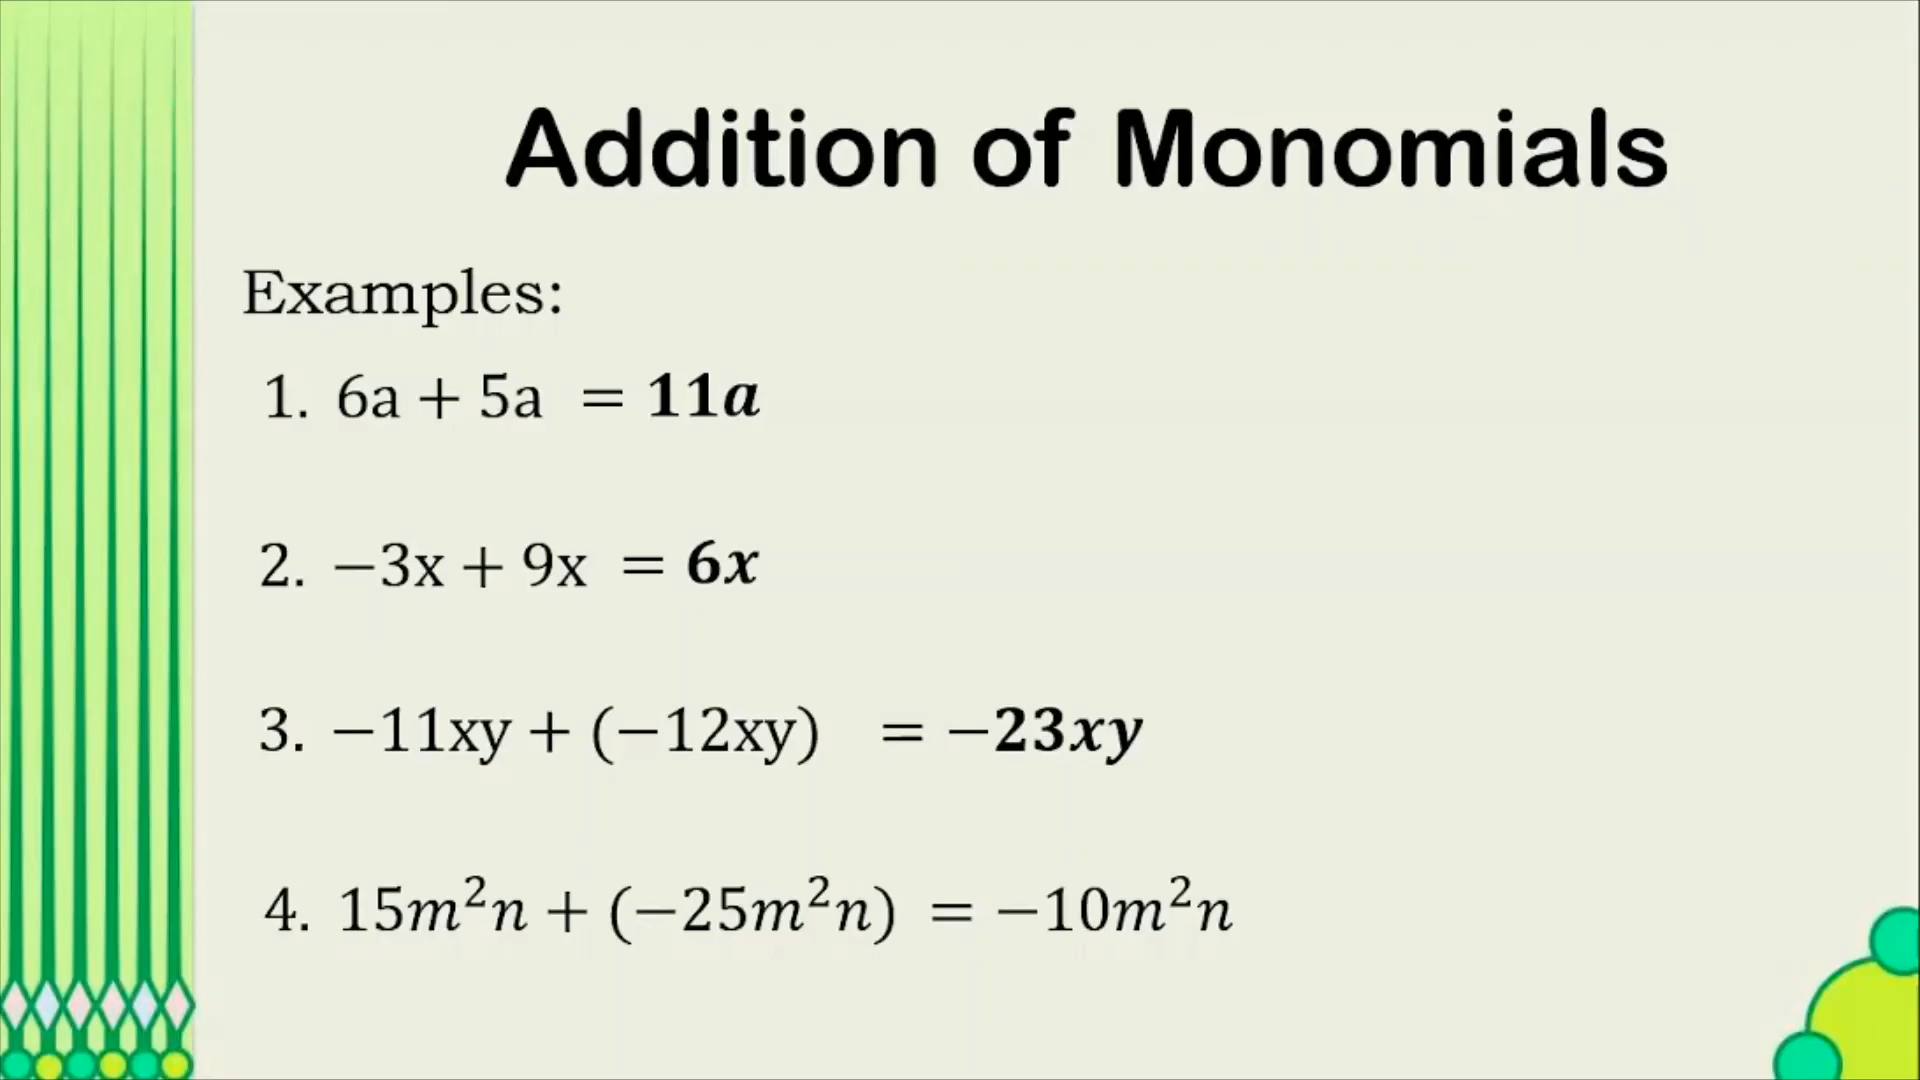 Addition of Monomials
Examples:
1. 6a + 5a = 11a
2. −3x + 9x = 6x
3. −11xy + (−12xy) = −23xy
4. 15m²n + (−25m²n) = −10m²n